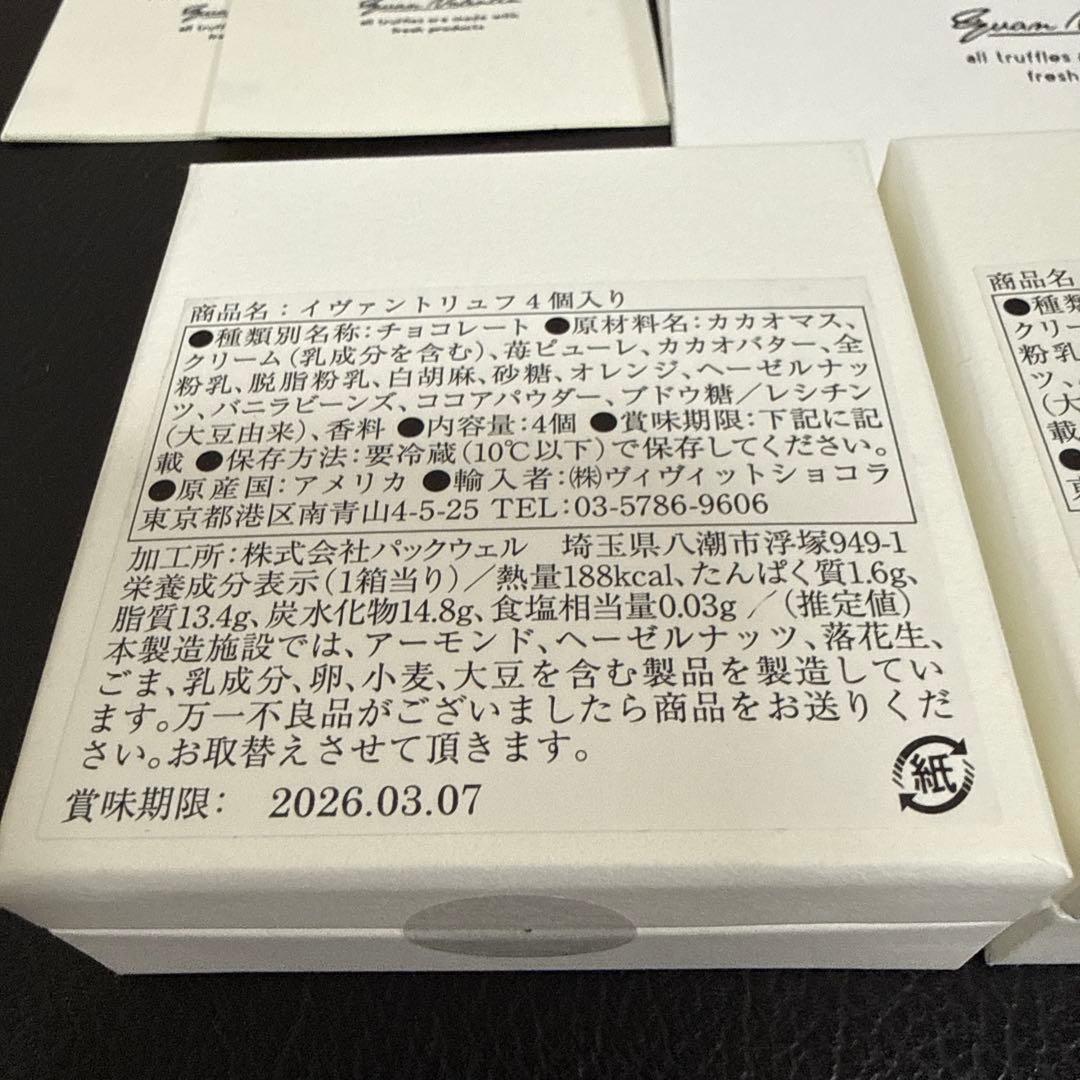 all truffles are made with
fresh products
all truffles
fresh
商品名：イヴァントリュフ4個入り
●種類別名称：チョコレート ●原材料名：カカオマス、
クリーム（乳成分を含む）、苺ピューレ、カカオバター、全
粉乳、脱脂粉乳、白胡麻、砂糖、オレンジ、ヘーゼルナッ
ツ、バニラビーンズ、ココアパウダー、ブドウ糖／レシチン
（大豆由来）、香料 ●内容量：4個 ●賞味期限：下記に記
載 ●保存方法：要冷蔵（10℃以下）で保存してください。
●原産国：アメリカ ●輸入者：㈱ヴィヴィットショコラ
東京都港区南青山4-5-25 TEL：03-5786-9606
加工所：株式会社パックウェル 埼玉県八潮市浮塚949-1
栄養成分表示（1箱当り）／熱量188kcal、たんぱく質1.6g、
脂質13.4g、炭水化物14.8g、食塩相当量0.03g／（推定値）
本製造施設では、アーモンド、ヘーゼルナッツ、落花生、
ごま、乳成分、卵、小麦、大豆を含む製品を製造してい
ます。万一不良品がございましたら商品をお送りくだ
さい。お取替えさせて頂きます。
紙
賞味期限： 2026.03.07
商品名
●種類
クリー
粉乳
ツ、
（大
載